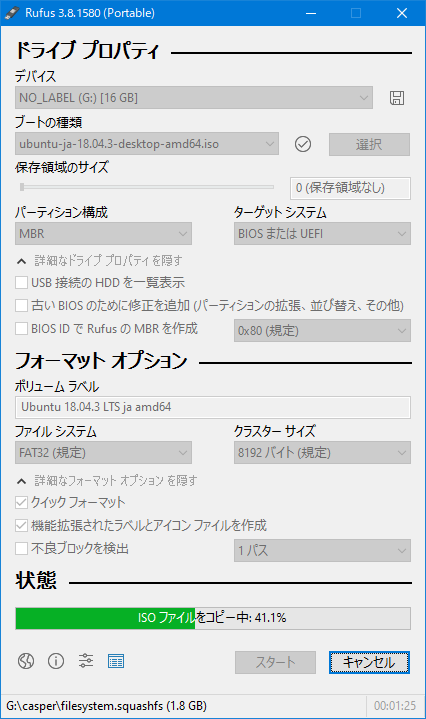 Rufus 3.8.1580 (Portable)
ドライブ プロパティ
デバイス
NO_LABEL (G:) [16 GB]
ブートの種類
ubuntu-ja-18.04.3-desktop-amd64.iso
選択
保存領域のサイズ
0 (保存領域なし)
パーティション構成 ターゲット システム
MBR BIOS または UEFI
詳細なドライブ プロパティを隠す
USB 接続の HDD を一覧表示
古い BIOS のために修正を追加 (パーティションの拡張、並び替え、その他)
BIOS ID で Rufus の MBR を作成 0x80 (規定)
フォーマット オプション
ボリューム ラベル
Ubuntu 18.04.3 LTS ja amd64
ファイル システム クラスター サイズ
FAT32 (規定) 8192 バイト (規定)
詳細なフォーマット オプション を隠す
クイック フォーマット
機能拡張されたラベルとアイコン ファイルを作成
不良ブロックを検出 1 パス
状態
ISO ファイルをコピー中: 41.1%
スタート キャンセル
G:\casper\filesystem.squashfs (1.8 GB) 00:01:25